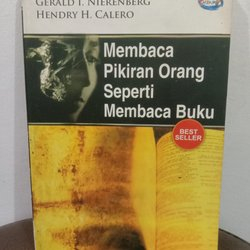 GERALD I. NIERENBERG
HENDRY H. CALERO
Membaca
Pikiran Orang
Seperti
Membaca Buku
BEST
SELLER